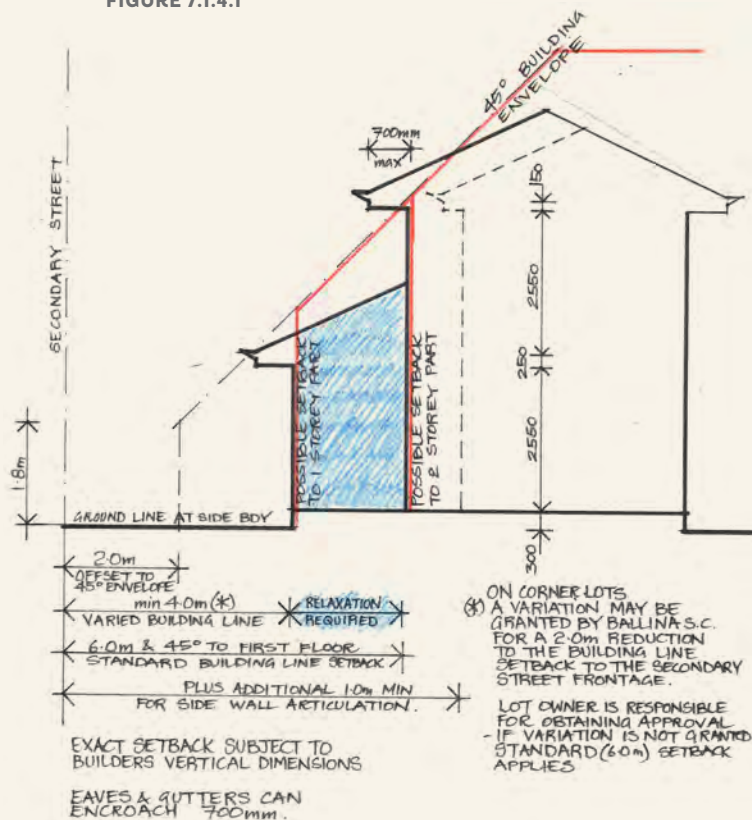 FIGURE 7.1.4.1
45° BUILDING
ENVELOPE
700mm
max
SECONDARY STREET
150
2550
250
2550
300
POSSIBLE SETBACK
TO 1 STOREY PART
POSSIBLE SETBACK
TO 2 STOREY PART
1.8m
GROUND LINE AT SIDE BDY
2.0m
OFFSET TO
45° ENVELOPE
min 4.0m (*)
VARIED BUILDING LINE
RELAXATION
REQUIRED
6.0m & 45° TO FIRST FLOOR
STANDARD BUILDING LINE SETBACK
PLUS ADDITIONAL 1.0m MIN
FOR SIDE WALL ARTICULATION.
EXACT SETBACK SUBJECT TO
BUILDERS VERTICAL DIMENSIONS
EAVES & GUTTERS CAN
ENCROACH 700mm.
ON CORNER LOTS
(*) A VARIATION MAY BE
GRANTED BY BALLINA S.C.
FOR A 2.0m REDUCTION
TO THE BUILDING LINE
SETBACK TO THE SECONDARY
STREET FRONTAGE.
LOT OWNER IS RESPONSIBLE
FOR OBTAINING APPROVAL
- IF VARIATION IS NOT GRANTED
STANDARD (6.0m) SETBACK
APPLIES